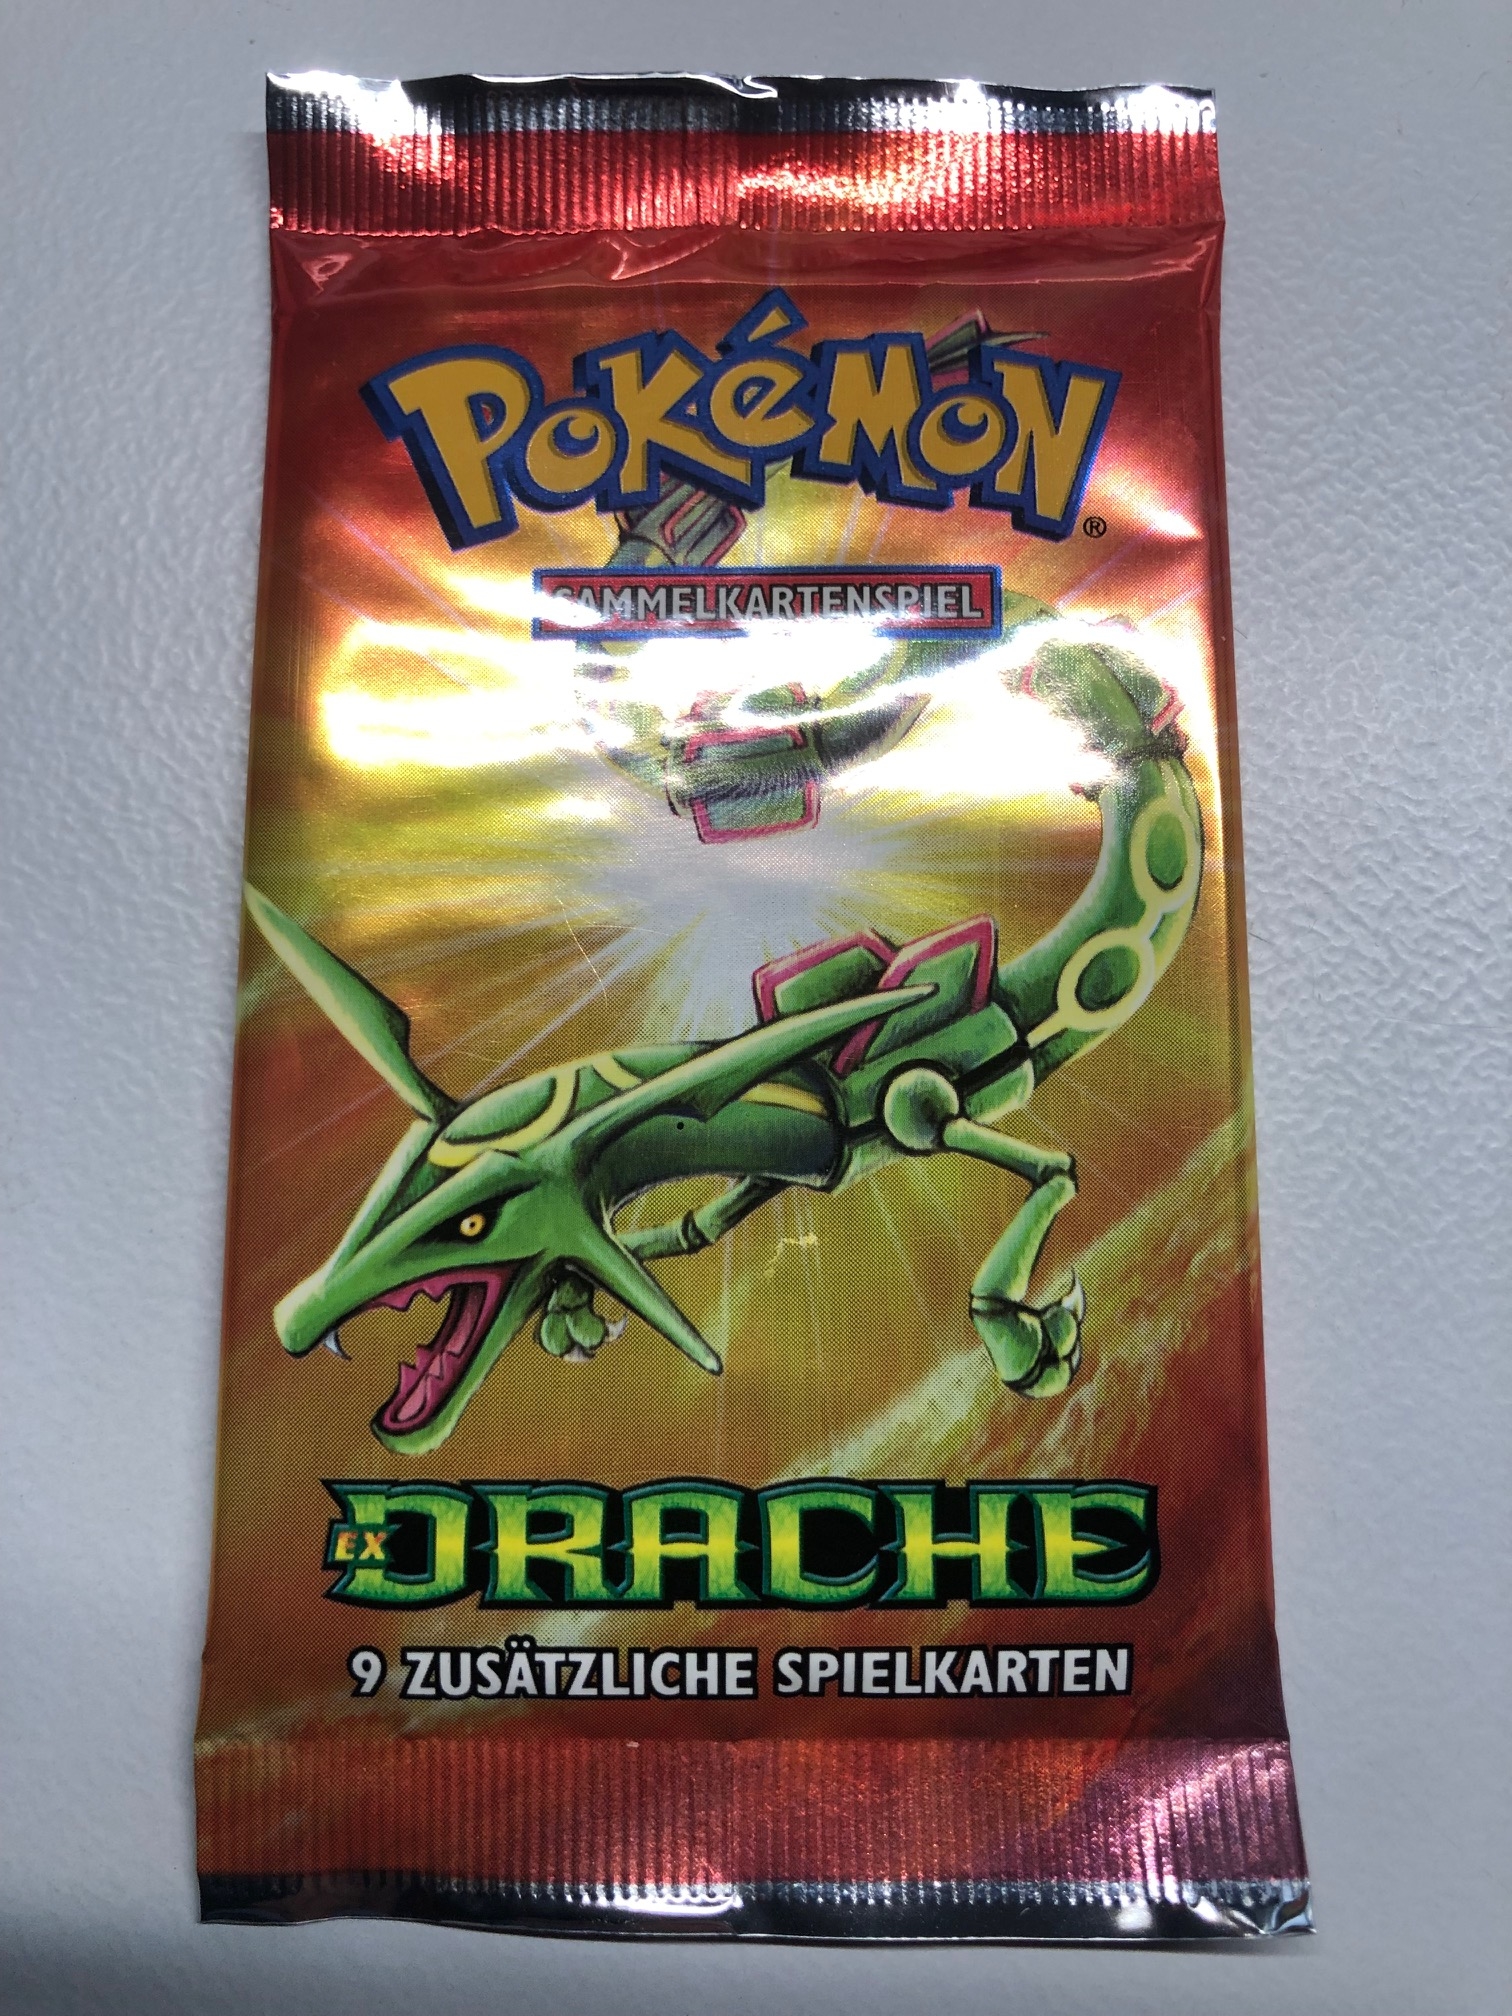 POKéMON
®
SAMMELKARTENSPIEL
EX DRACHE
9 ZUSÄTZLICHE SPIELKARTEN